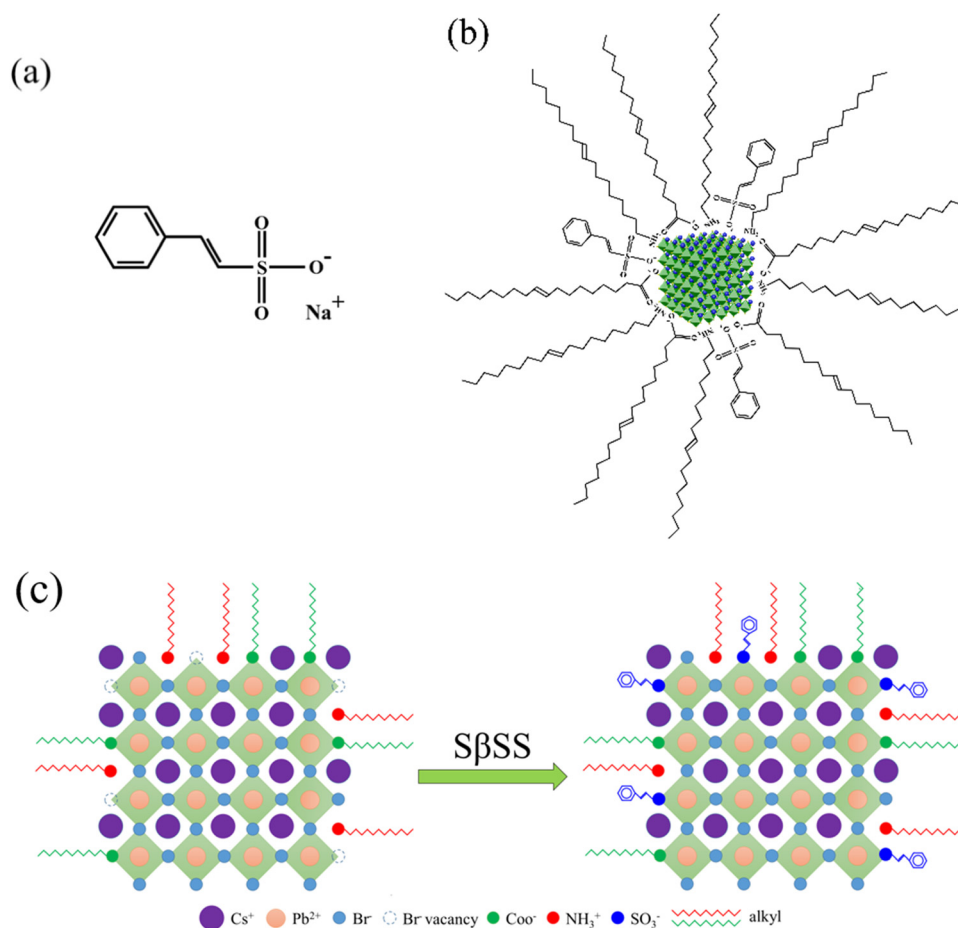 (a)
O
S
O
O-
Na+
(b)
(c)
SβSS
Cs+
Pb2+
Br-
Br vacancy
Coo-
NH3+
SO3-
alkyl